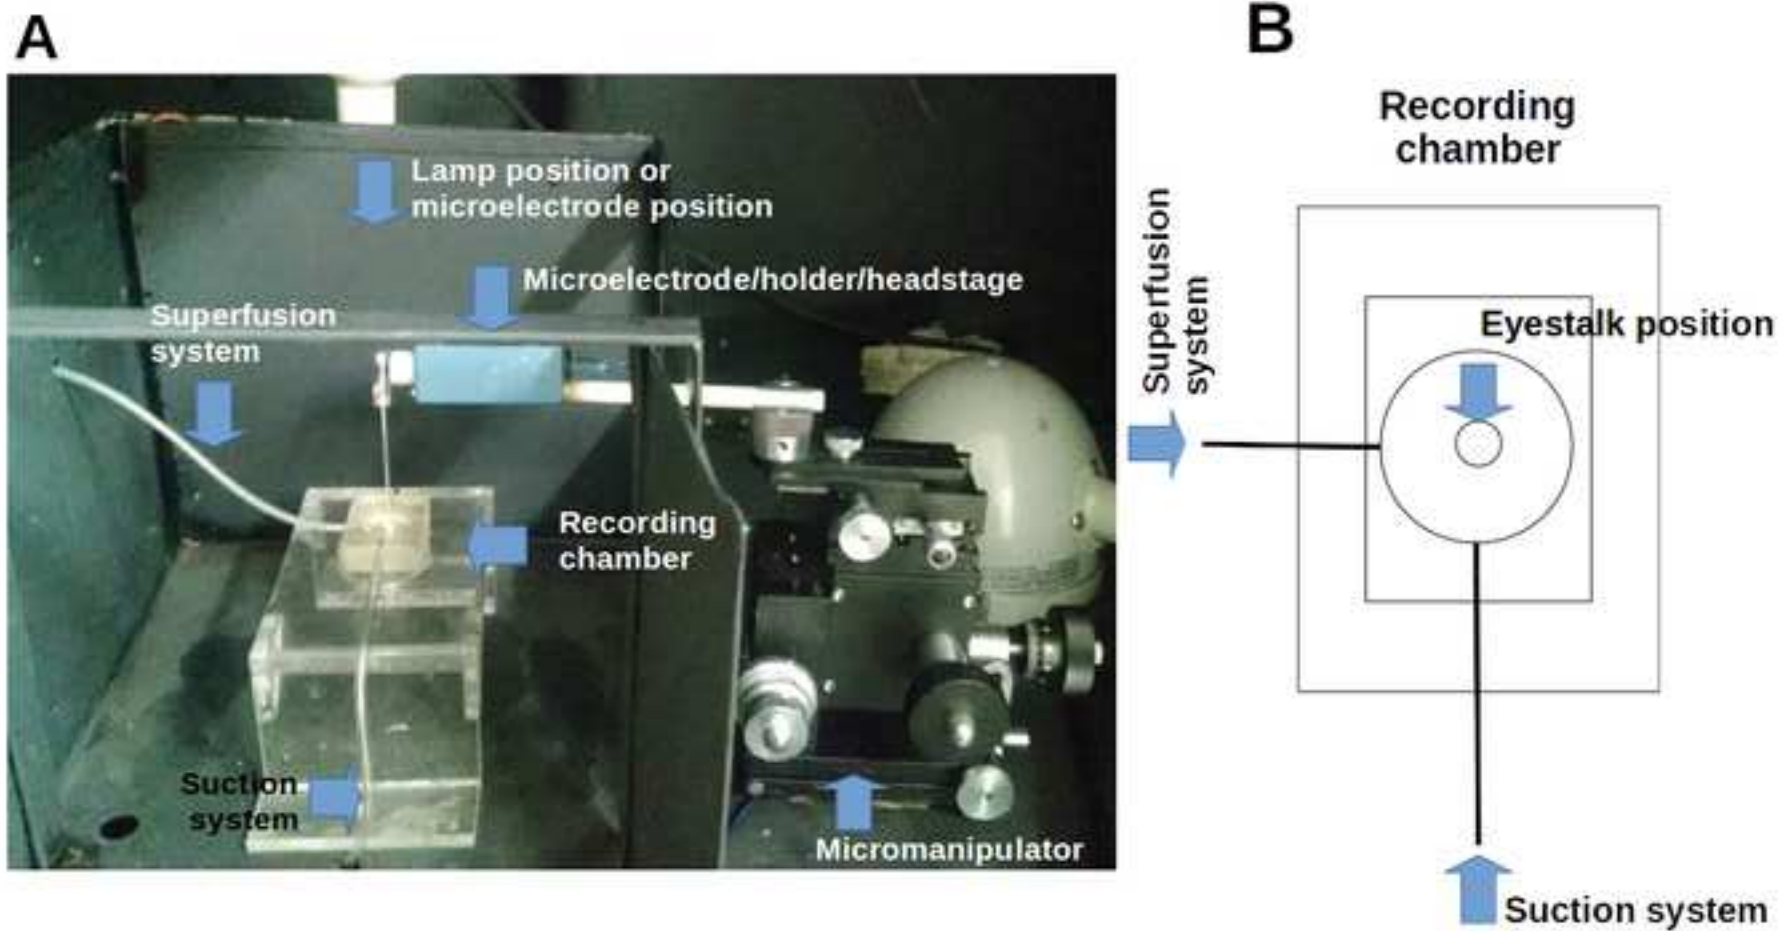 A
Lamp position or
microelectrode position
Microelectrode/holder/headstage
Superfusion
system
Recording
chamber
Suction
system
Micromanipulator
B
Recording
chamber
Superfusion
system
Eyestalk position
Suction system